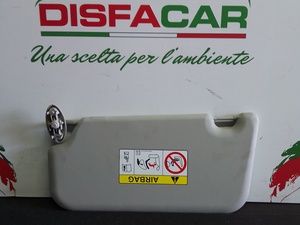 DISFACAR
Una scelta per l'ambiente
AIRBAG